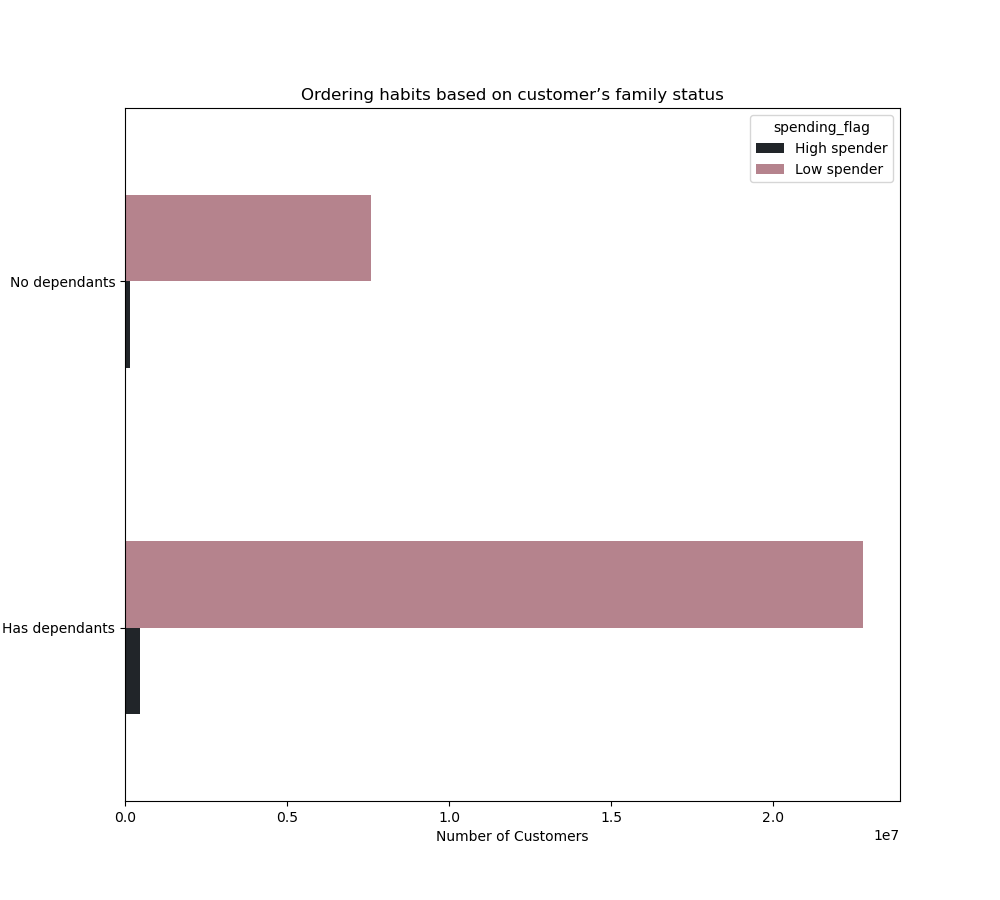 Ordering habits based on customer’s family status
spending_flag
High spender
Low spender
No dependants
Has dependants
0.0 0.5 1.0 1.5 2.0
Number of Customers
1e7